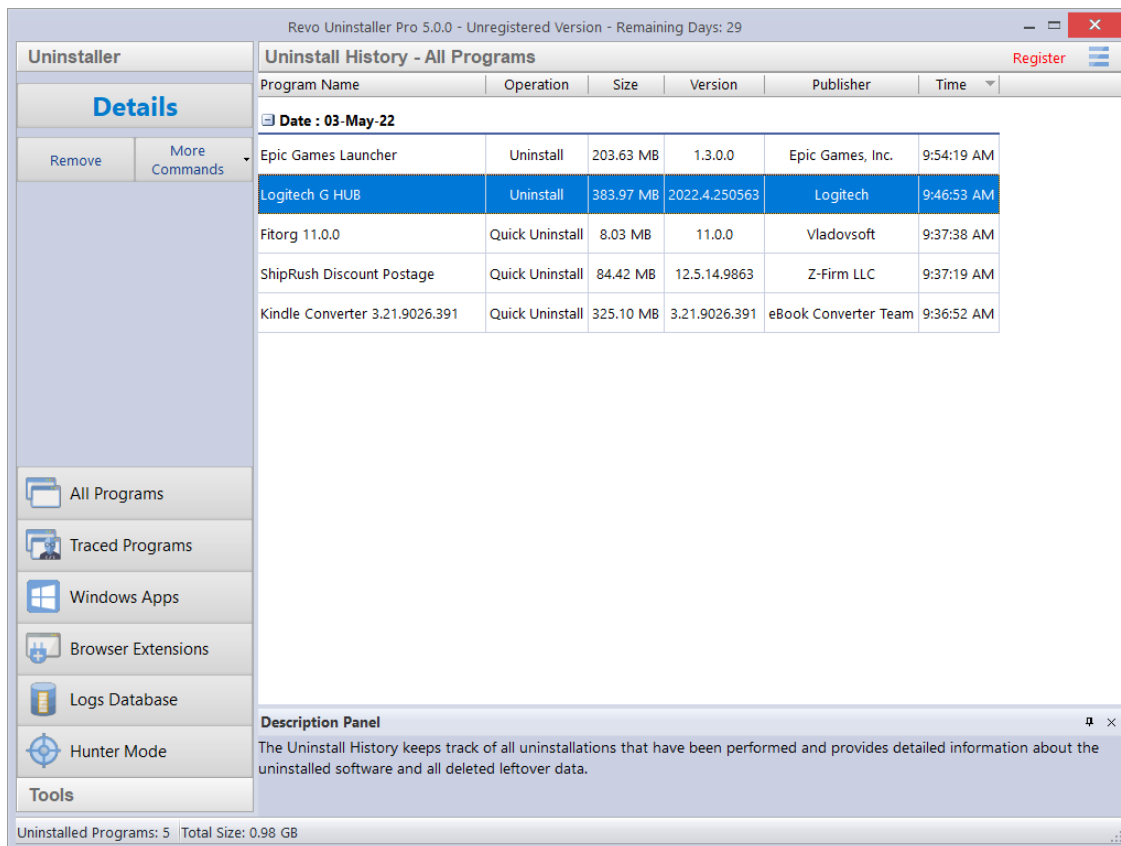 Revo Uninstaller Pro 5.0.0 - Unregistered Version - Remaining Days: 29
Uninstaller
Uninstall History - All Programs
Register
Details
Remove
More
Commands
Program Name Operation Size Version Publisher Time
Date : 03-May-22
Epic Games Launcher Uninstall 203.63 MB 1.3.0.0 Epic Games, Inc. 9:54:19 AM
Logitech G HUB Uninstall 383.97 MB 2022.4.250563 Logitech 9:46:53 AM
Fitorg 11.0.0 Quick Uninstall 8.03 MB 11.0.0 Vladovsoft 9:37:38 AM
ShipRush Discount Postage Quick Uninstall 84.42 MB 12.5.14.9863 Z-Firm LLC 9:37:19 AM
Kindle Converter 3.21.9026.391 Quick Uninstall 325.10 MB 3.21.9026.391 eBook Converter Team 9:36:52 AM
All Programs
Traced Programs
Windows Apps
Browser Extensions
Logs Database
Hunter Mode
Tools
Description Panel
The Uninstall History keeps track of all uninstallations that have been performed and provides detailed information about the
uninstalled software and all deleted leftover data.
Uninstalled Programs: 5 Total Size: 0.98 GB